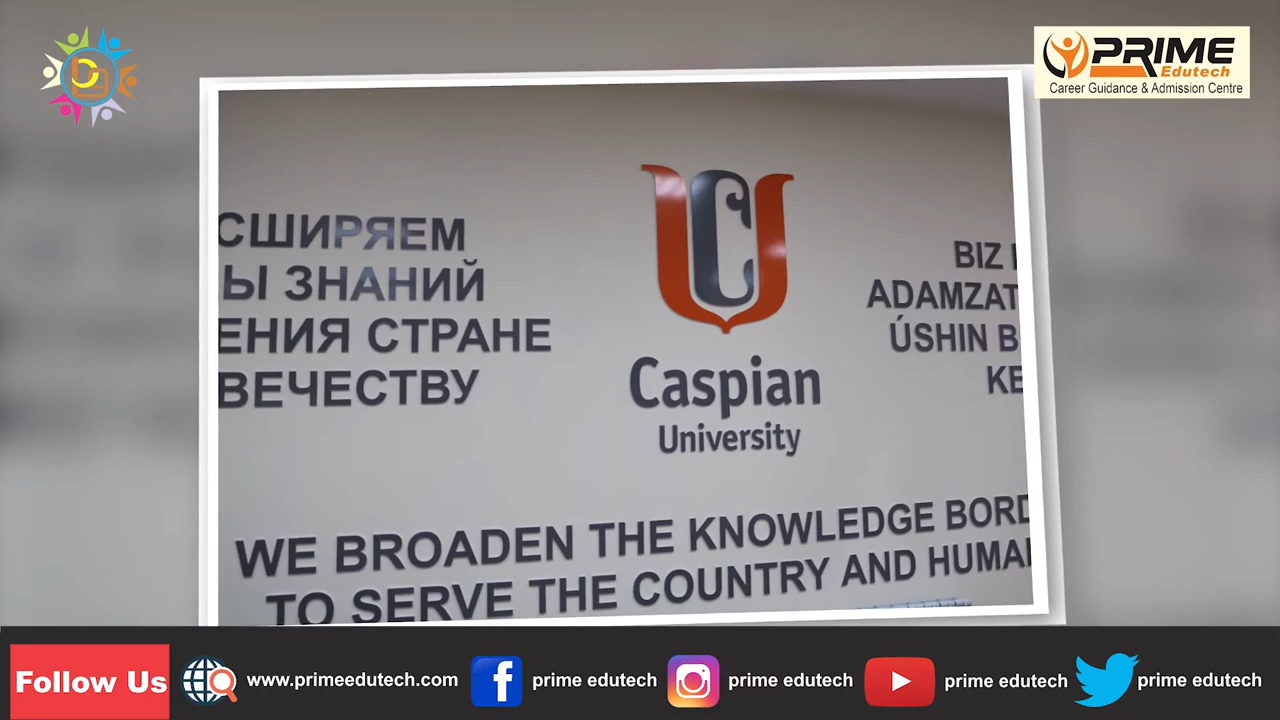 PRIME
Edutech
Career Guidance & Admission Centre
СШИРЯЕМ
Ы ЗНАНИЙ
ЕНИЯ СТРАНЕ
ВЕЧЕСТВУ
Caspian
University
BIZ
ADAMZAT
ÚSHIN B
KE
WE BROADEN THE KNOWLEDGE BORD
TO SERVE THE COUNTRY AND HUMA
Follow Us
www.primeedutech.com
prime edutech
prime edutech
prime edutech
prime edutech